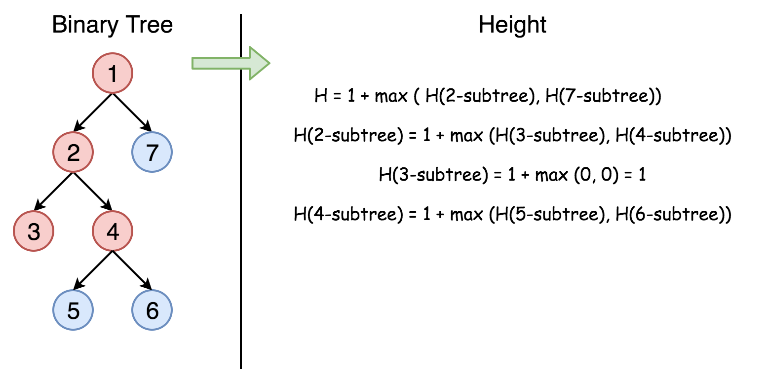 Binary Tree
Height
1
2
7
3
4
5
6
H = 1 + max ( H(2-subtree), H(7-subtree))
H(2-subtree) = 1 + max (H(3-subtree), H(4-subtree))
H(3-subtree) = 1 + max (0, 0) = 1
H(4-subtree) = 1 + max (H(5-subtree), H(6-subtree))